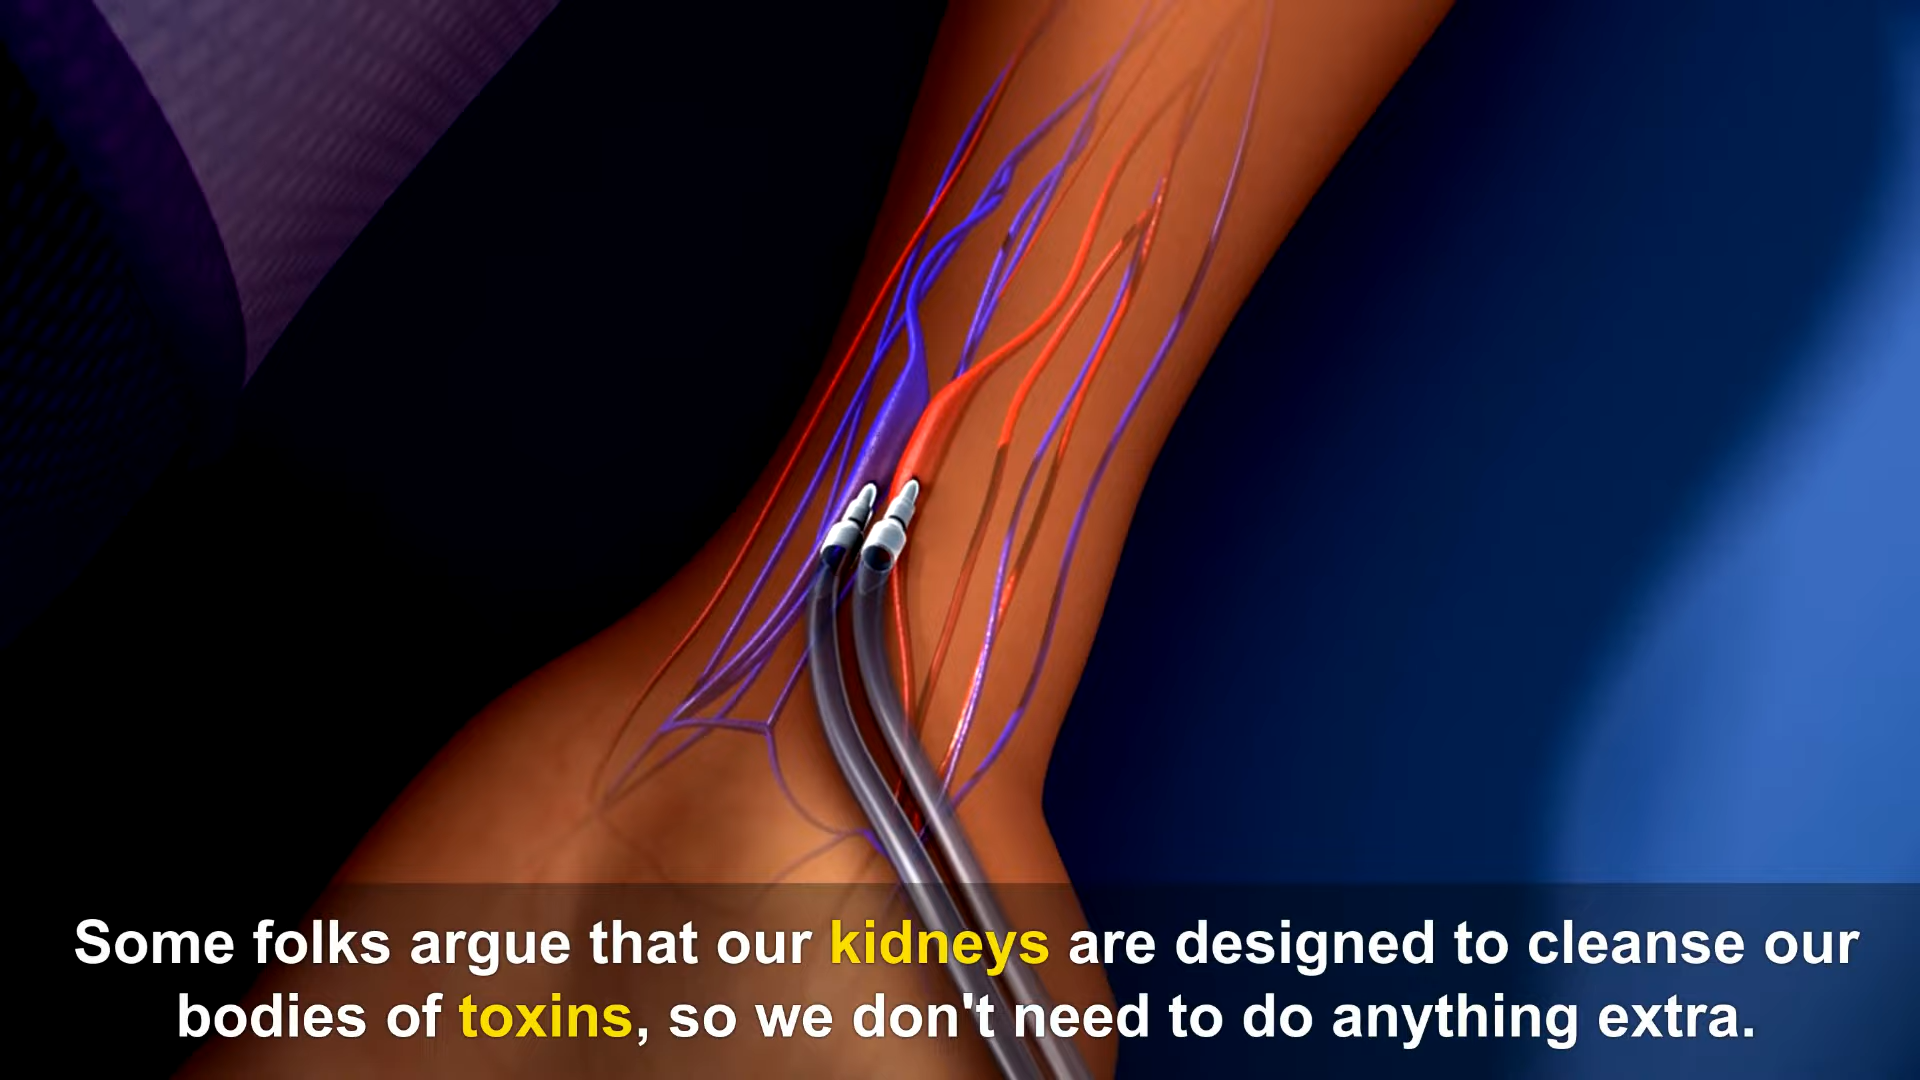 Some folks argue that our kidneys are designed to cleanse our
bodies of toxins, so we don't need to do anything extra.